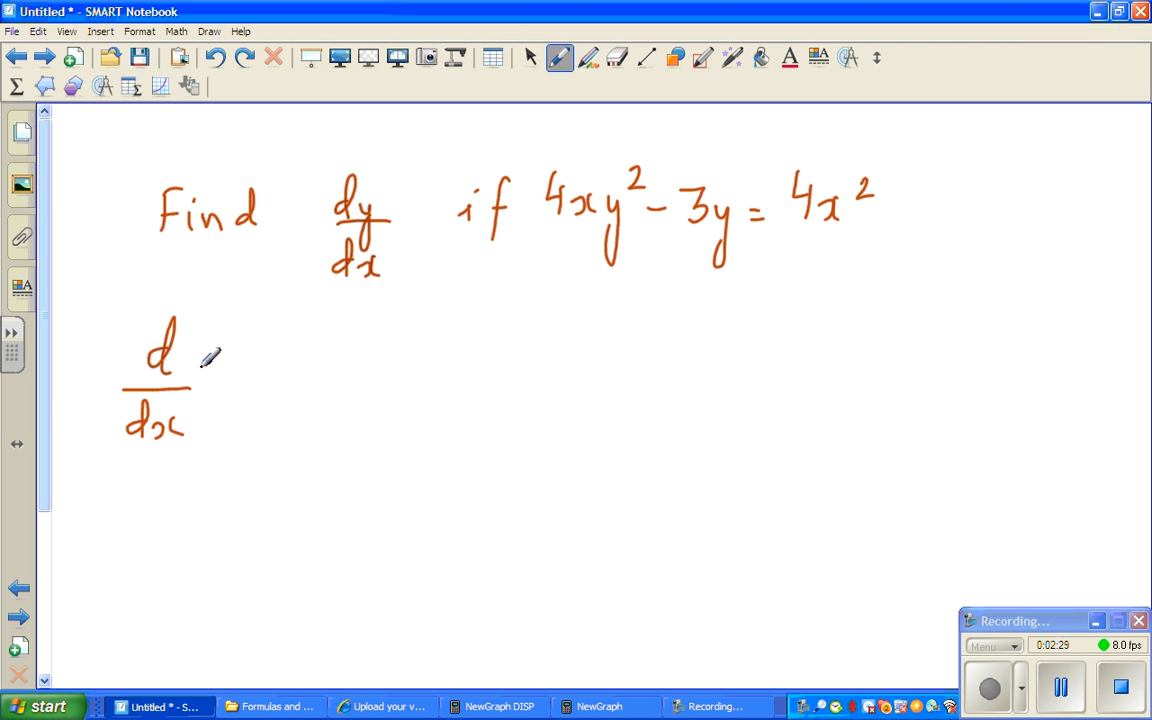 Untitled * - SMART Notebook
File Edit View Insert Format Math Draw Help
Find dy/dx if 4xy² - 3y = 4x²
d/dx
Recording...
Menu 0:02:29 8.0 fps
start Untitled * - S... Formulas and ... Upload your v... NewGraph DISP NewGraph Recording...